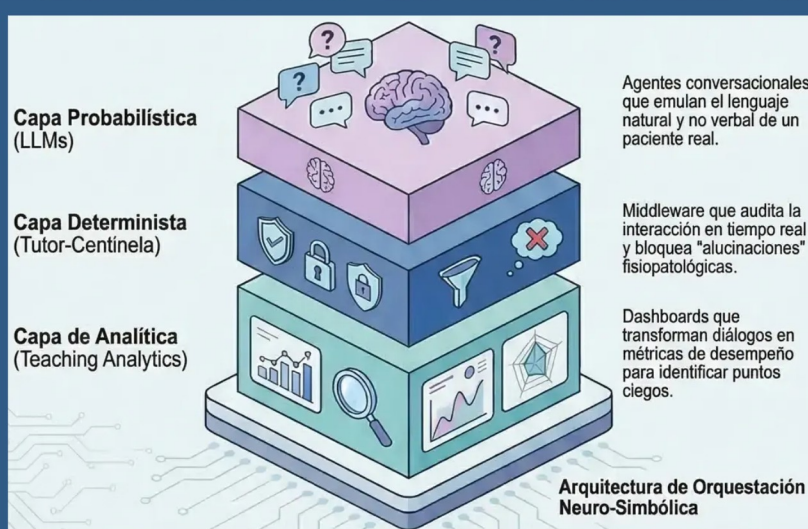 Capa Probabilística
(LLMs)
Agentes conversacionales
que emulan el lenguaje
natural y no verbal de un
paciente real.
Capa Determinista
(Tutor-Centinela)
Middleware que audita la
interacción en tiempo real
y bloquea "alucinaciones"
fisiopatológicas.
Capa de Analítica
(Teaching Analytics)
Dashboards que
transforman diálogos en
métricas de desempeño
para identificar puntos
ciegos.
Arquitectura de Orquestación
Neuro-Simbólica